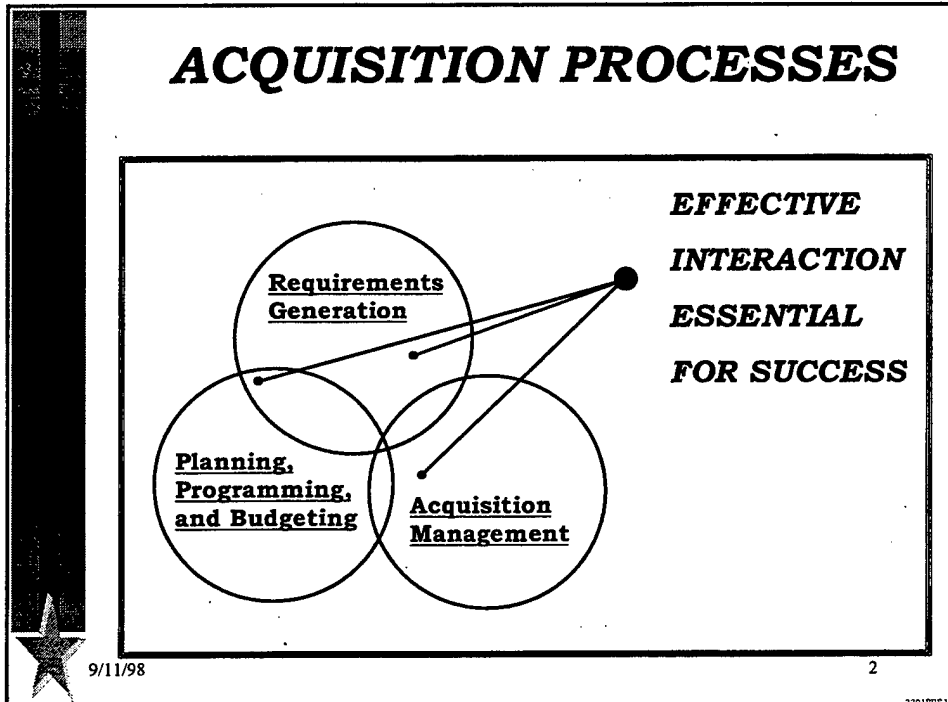 ACQUISITION PROCESSES
EFFECTIVE
INTERACTION
ESSENTIAL
FOR SUCCESS
Requirements
Generation
Planning,
Programming,
and Budgeting
Acquisition
Management
9/11/98
2